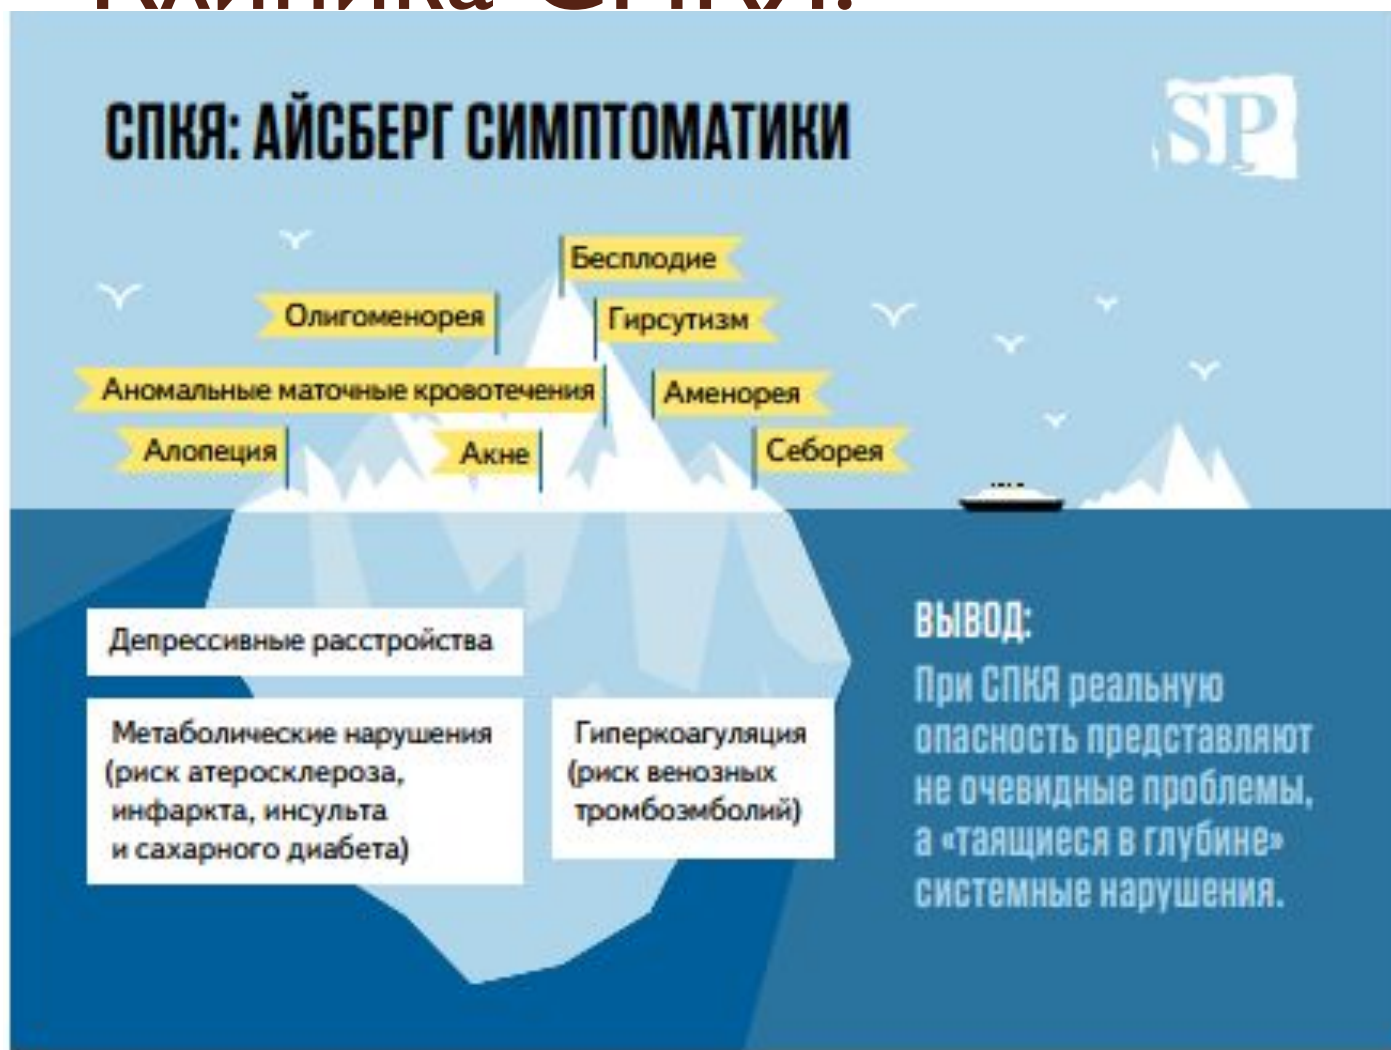 Клиника СПКЯ.
СПКЯ: АЙСБЕРГ СИМПТОМАТИКИ
SP
Бесплодие
Олигоменорея
Гирсутизм
Аномальные маточные кровотечения
Аменорея
Алопеция
Акне
Себорея
Депрессивные расстройства
Метаболические нарушения
(риск атеросклероза,
инфаркта, инсульта
и сахарного диабета)
Гиперкоагуляция
(риск венозных
тромбоэмболий)
ВЫВОД:
При СПКЯ реальную
опасность представляют
не очевидные проблемы,
а «таящиеся в глубине»
системные нарушения.